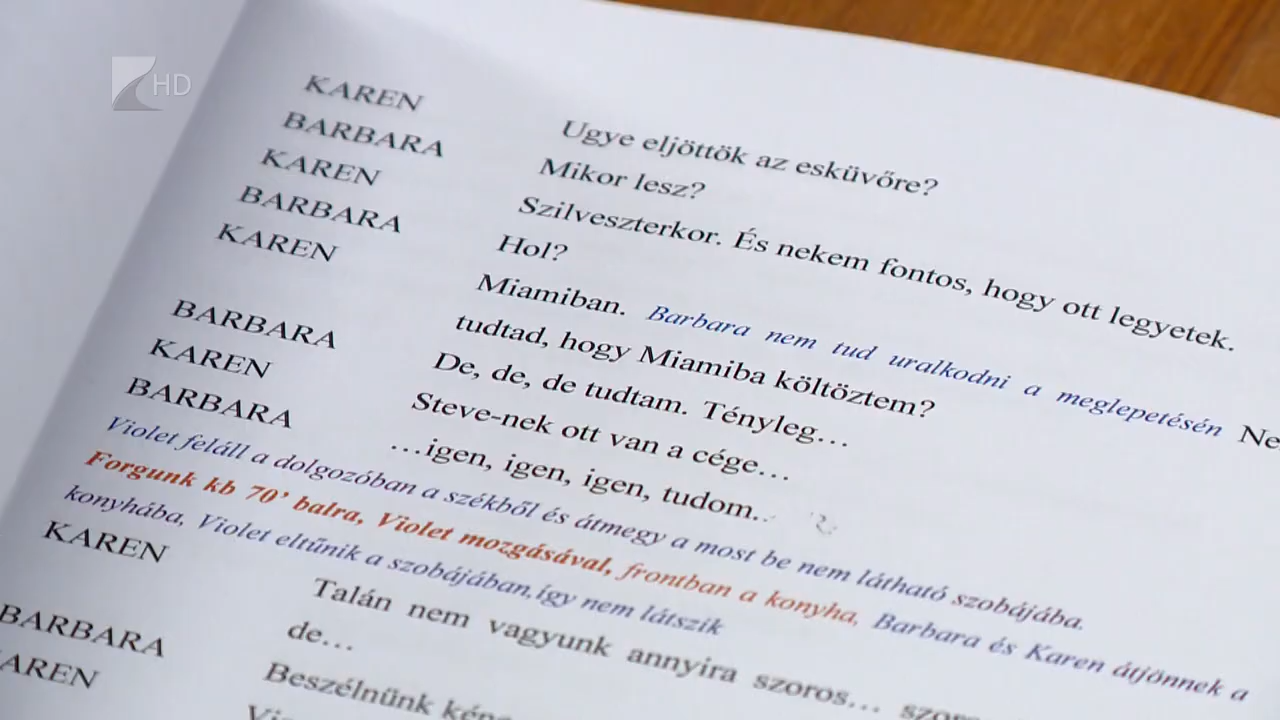 HD
KAREN Ugye eljöttök az esküvőre?
BARBARA Mikor lesz?
KAREN Szilveszterkor. És nekem fontos, hogy ott legyetek.
BARBARA Hol?
KAREN Miamiban. Barbara nem tud uralkodni a meglepetésén
tudtad, hogy Miamiba költöztem?
BARBARA De, de, de tudtam. Tényleg…
KAREN Steve-nek ott van a cége…
BARBARA …igen, igen, igen, tudom..
Violet feláll a dolgozóban a székből és átmegy a most be nem látható szobájába.
Forgunk kb 70’ balra, Violet mozgásával, frontban a konyha, Barbara és Karen átjönnek a
konyhába, Violet eltűnik a szobájában,így nem látszik
KAREN Talán nem vagyunk annyira szoros…
de…
BARBARA Beszélnünk